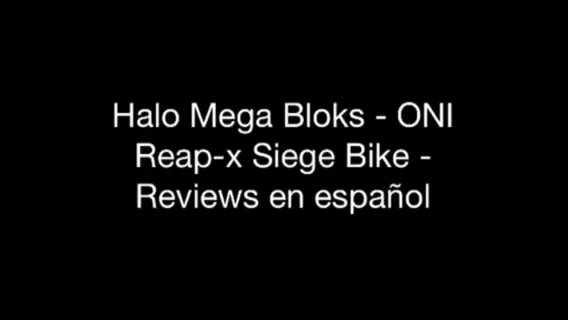 Halo Mega Bloks - ONI
Reap-x Siege Bike -
Reviews en español